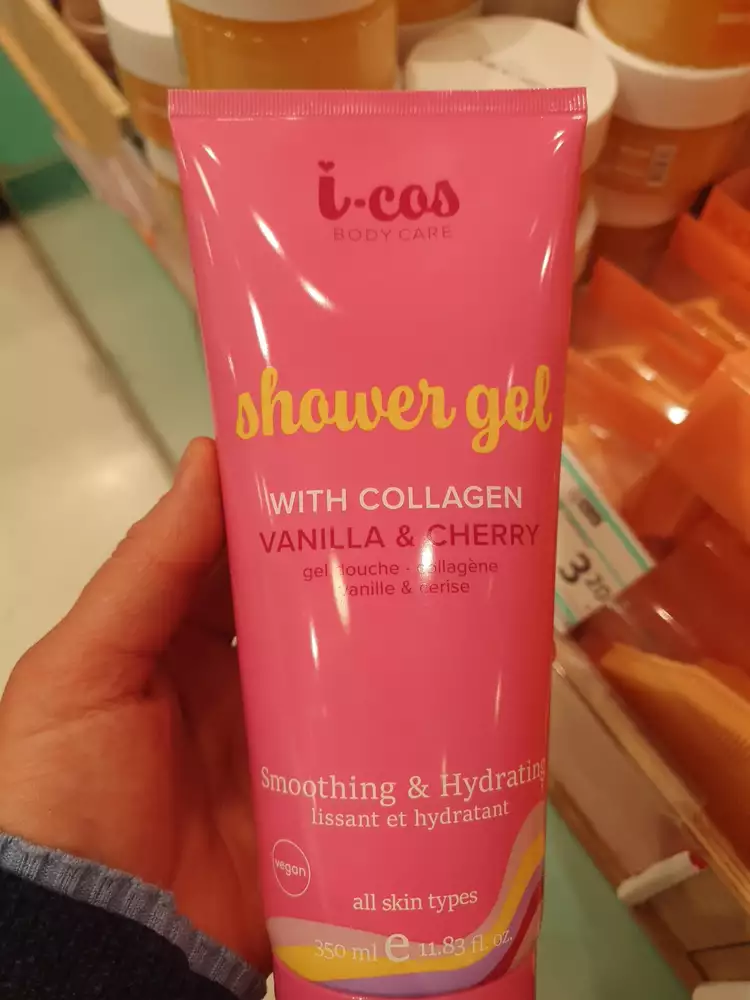 i·cos
BODY CARE
shower gel
WITH COLLAGEN
VANILLA & CHERRY
gel douche - collagène
vanille & cerise
Smoothing & Hydrating
lissant et hydratant
vegan
all skin types
350 ml e 11.83 fl. oz.
3 20